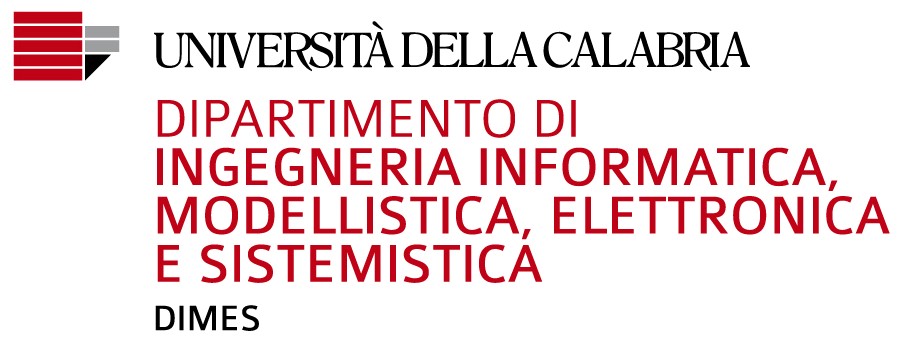 UNIVERSITÀ DELLA CALABRIA
DIPARTIMENTO DI
INGEGNERIA INFORMATICA,
MODELLISTICA, ELETTRONICA
E SISTEMISTICA
DIMES